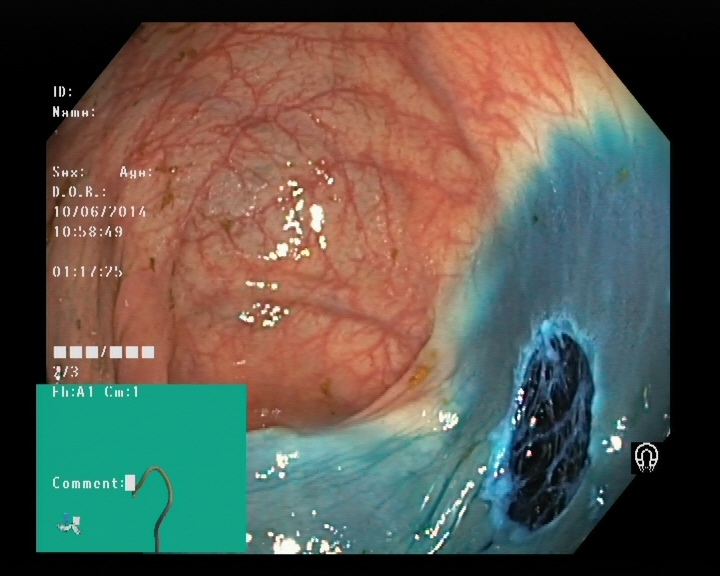 ID:
Name:
Sex: Age:
D.O.B.:
10/06/2014
10:58:49
01:17:25
■■■/■■■
2/3
Eh:A1 Cm:1
Comment: